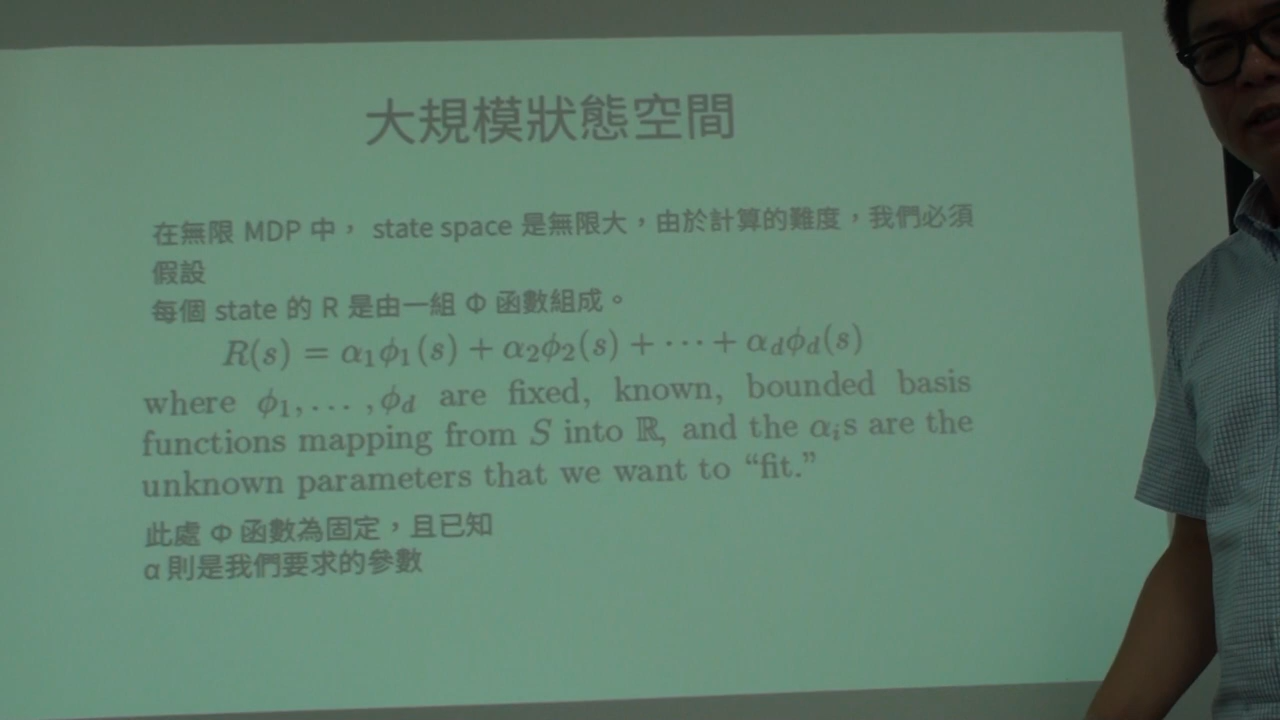 大規模狀態空間
在無限 MDP 中， state space 是無限大，由於計算的難度，我們必須
假設
每個 state 的 R 是由一組 Φ 函數組成。
R(s) = α₁ϕ₁(s) + α₂ϕ₂(s) + ··· + α_dϕ_d(s)
where ϕ₁, . . . , ϕ_d are fixed, known, bounded basis
functions mapping from S into ℝ, and the αᵢs are the
unknown parameters that we want to “fit.”
此處 Φ 函數為固定，且已知
α 則是我們要求的參數